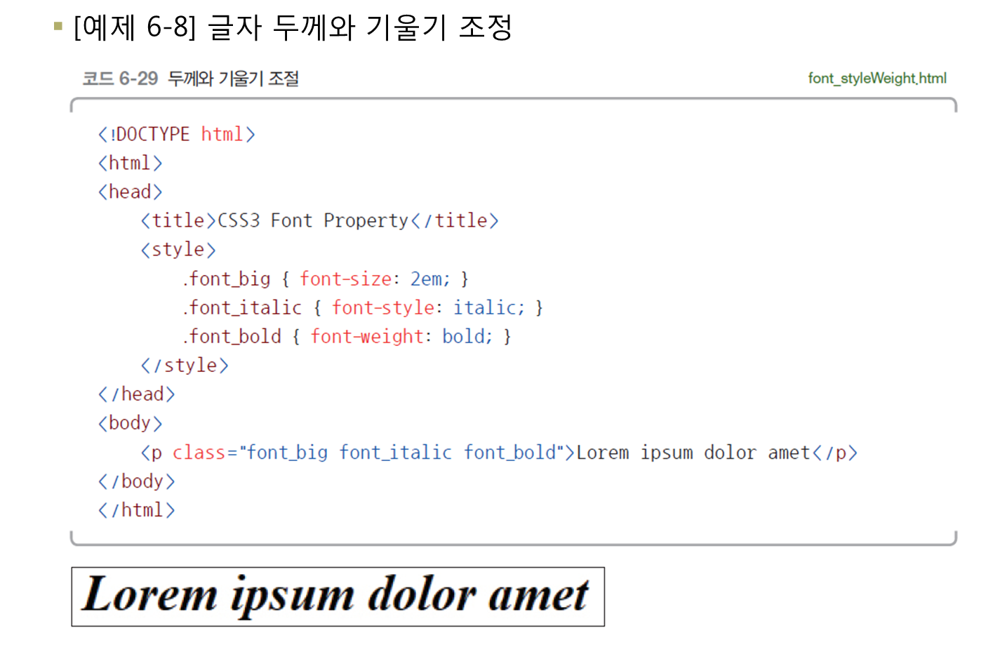 [예제 6-8] 글자 두께와 기울기 조정
코드 6-29 두께와 기울기 조절 font_styleWeight.html
<!DOCTYPE html>
<html>
<head>
    <title>CSS3 Font Property</title>
    <style>
        .font_big { font-size: 2em; }
        .font_italic { font-style: italic; }
        .font_bold { font-weight: bold; }
    </style>
</head>
<body>
    <p class="font_big font_italic font_bold">Lorem ipsum dolor amet</p>
</body>
</html>
Lorem ipsum dolor amet